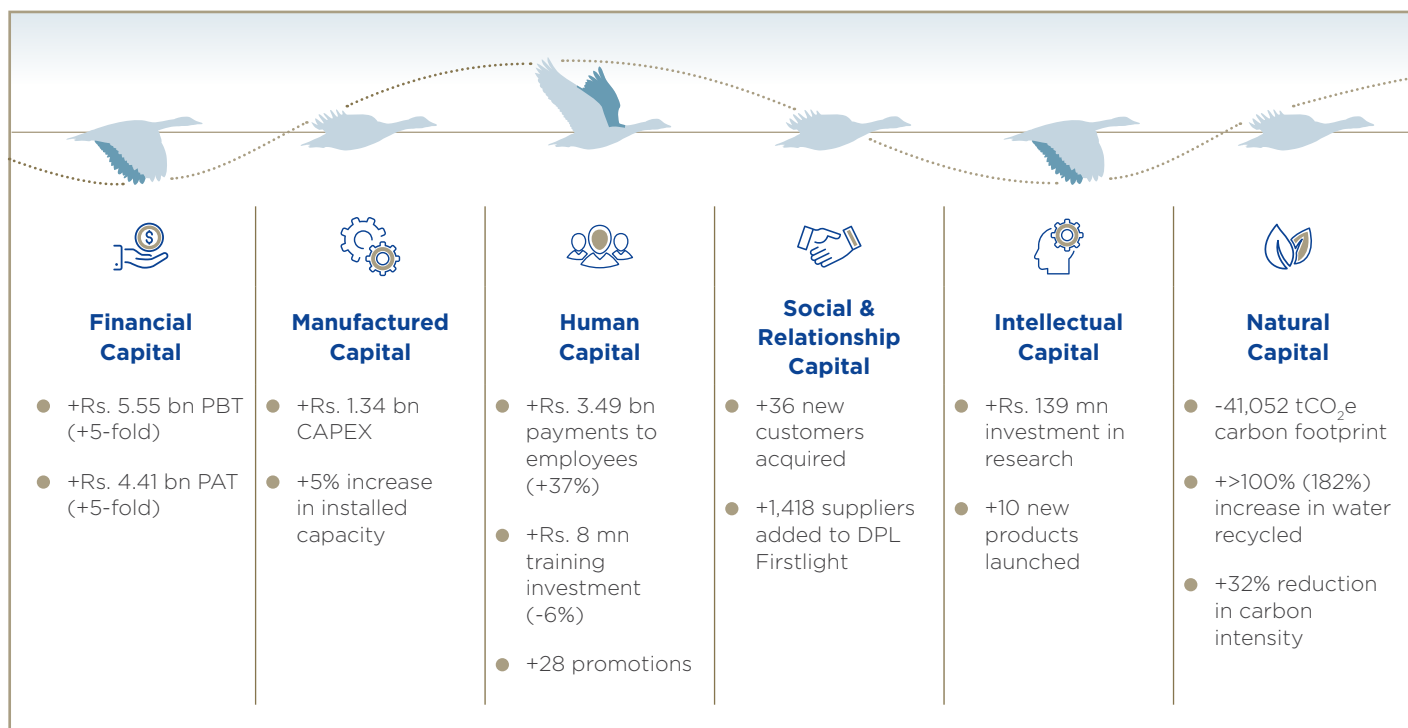 $
Financial
Capital
+Rs. 5.55 bn PBT
(+5-fold)
+Rs. 4.41 bn PAT
(+5-fold)
Manufactured
Capital
+Rs. 1.34 bn
CAPEX
+5% increase
in installed
capacity
Human
Capital
+Rs. 3.49 bn
payments to
employees
(+37%)
+Rs. 8 mn
training
investment
(-6%)
+28 promotions
Social &
Relationship
Capital
+36 new
customers
acquired
+1,418 suppliers
added to DPL
Firstlight
Intellectual
Capital
+Rs. 139 mn
investment in
research
+10 new
products
launched
Natural
Capital
-41,052 tCO₂e
carbon footprint
+>100% (182%)
increase in water
recycled
+32% reduction
in carbon
intensity